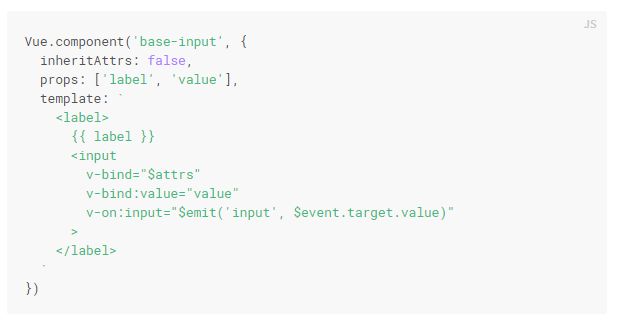 JS
Vue.component('base-input', {
  inheritAttrs: false,
  props: ['label', 'value'],
  template: `
    <label>
      {{ label }}
      <input
        v-bind="$attrs"
        v-bind:value="value"
        v-on:input="$emit('input', $event.target.value)"
      >
    </label>
  `
})